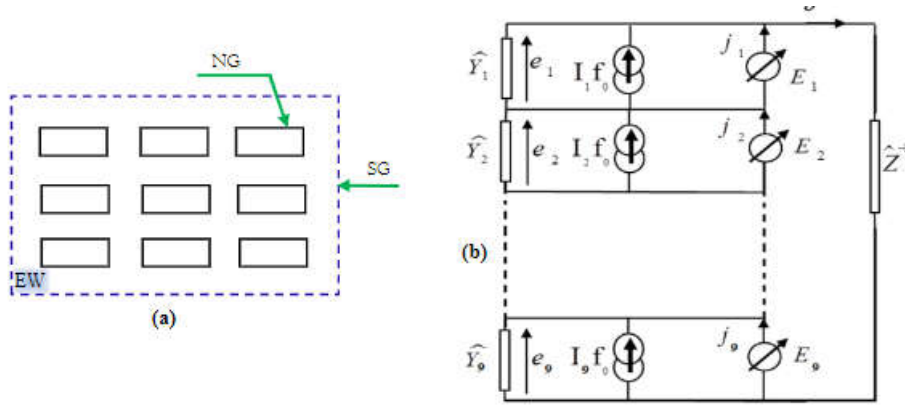 NG
SG
EW
(a)
(b)
Ŷ₁ e₁ I₁f₀ j₁ E₁
Ŷ₂ e₂ I₂f₀ j₂ E₂
Ẑ⁺
Ŷ₉ e₉ I₉f₀ j₉ E₉